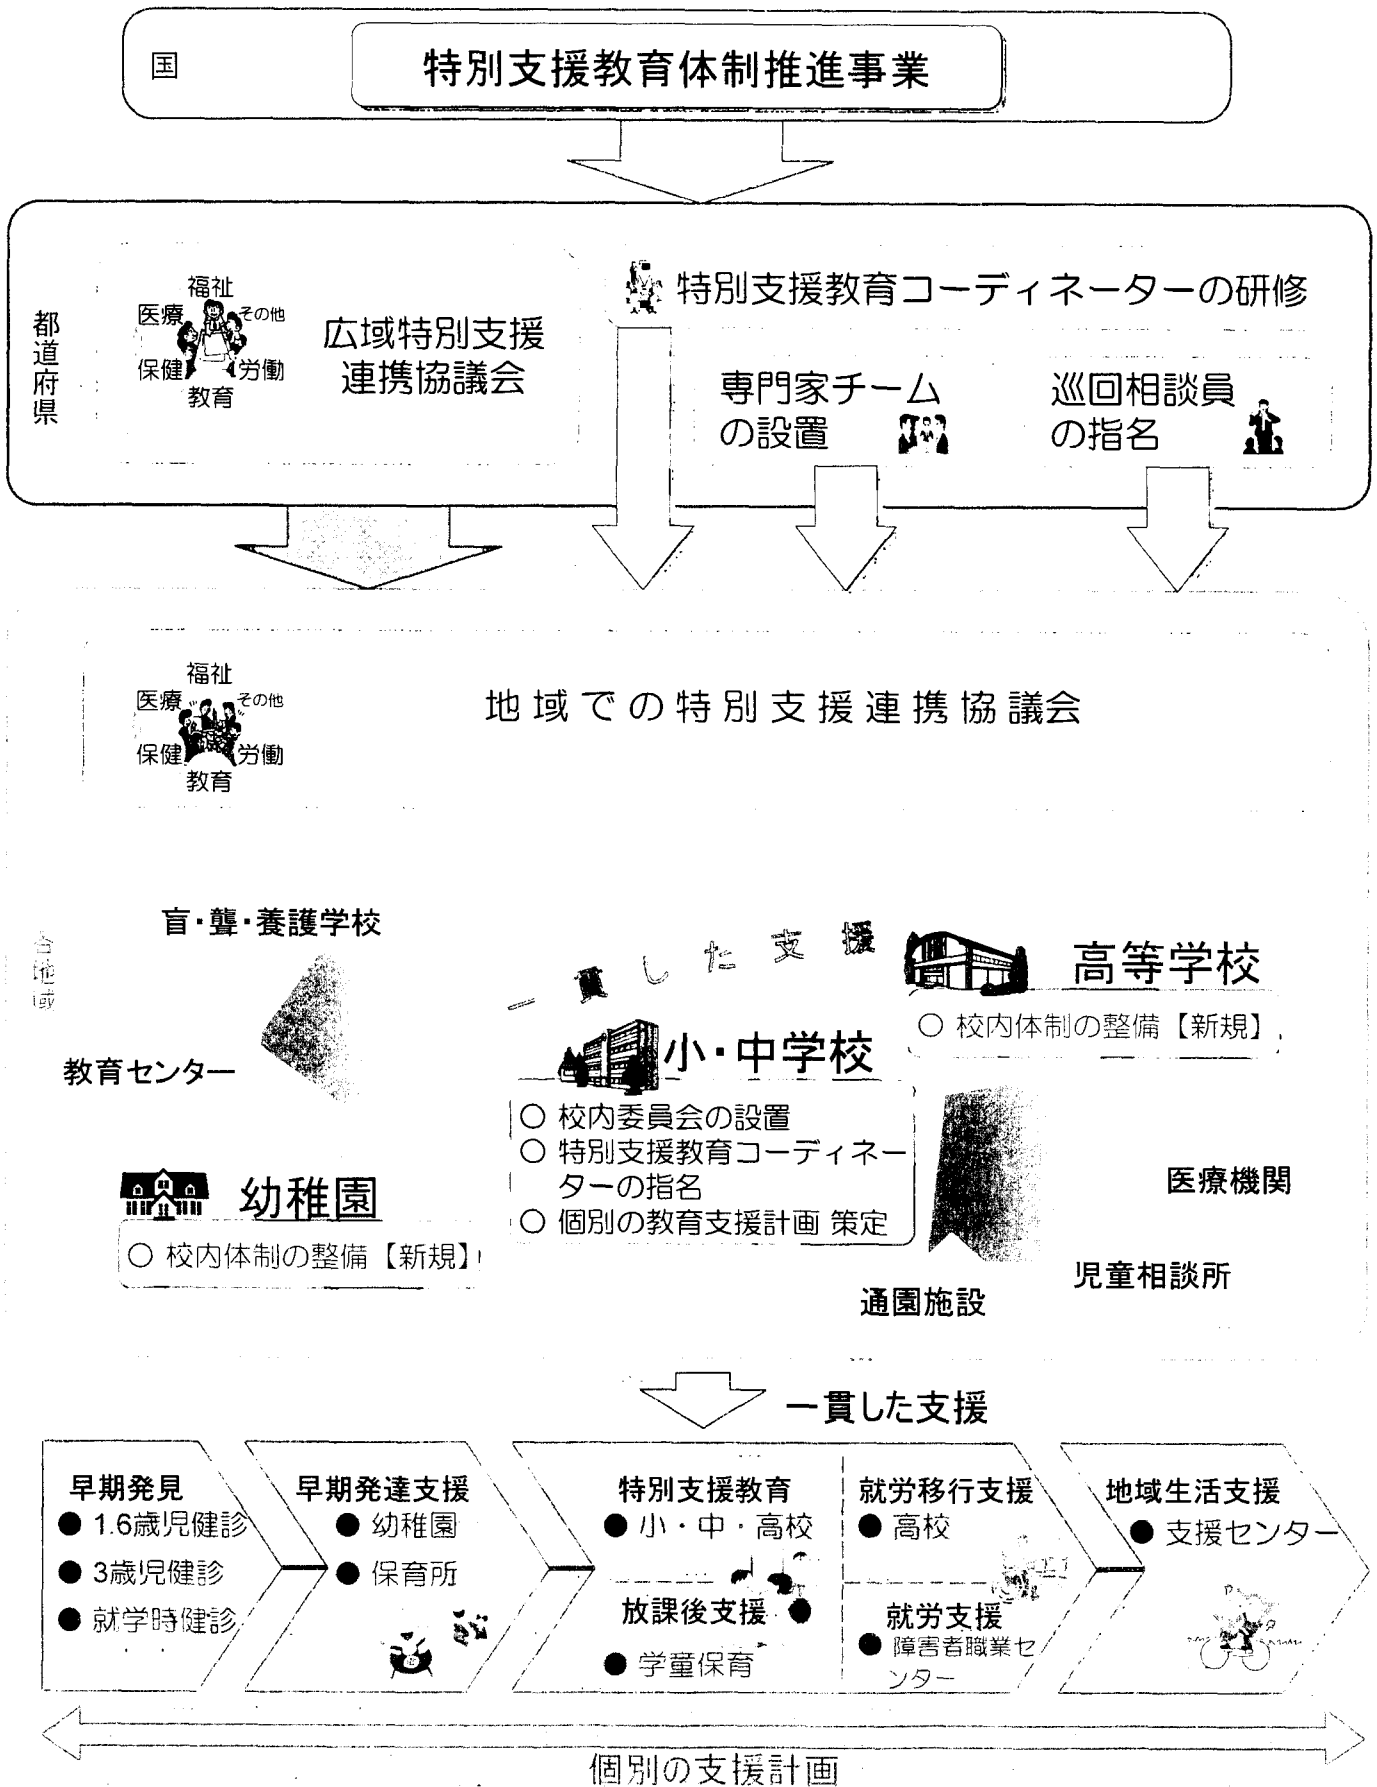 国
特別支援教育体制推進事業
都道府県
福祉
医療
その他
保健
労働
教育
広域特別支援
連携協議会
特別支援教育コーディネーターの研修
専門家チーム
の設置
巡回相談員
の指名
福祉
医療
その他
保健
労働
教育
地域での特別支援連携協議会
各地域
盲・聾・養護学校
教育センター
一貫した支援
高等学校
○ 校内体制の整備【新規】
小・中学校
○ 校内委員会の設置
○ 特別支援教育コーディネー
ターの指名
○ 個別の教育支援計画 策定
幼稚園
○ 校内体制の整備【新規】
医療機関
児童相談所
通園施設
一貫した支援
早期発見
● 1.6歳児健診
● 3歳児健診
● 就学時健診
早期発達支援
● 幼稚園
● 保育所
特別支援教育
● 小・中・高校
放課後支援
● 学童保育
就労移行支援
● 高校
就労支援
● 障害者職業セ
ンター
地域生活支援
● 支援センター
個別の支援計画